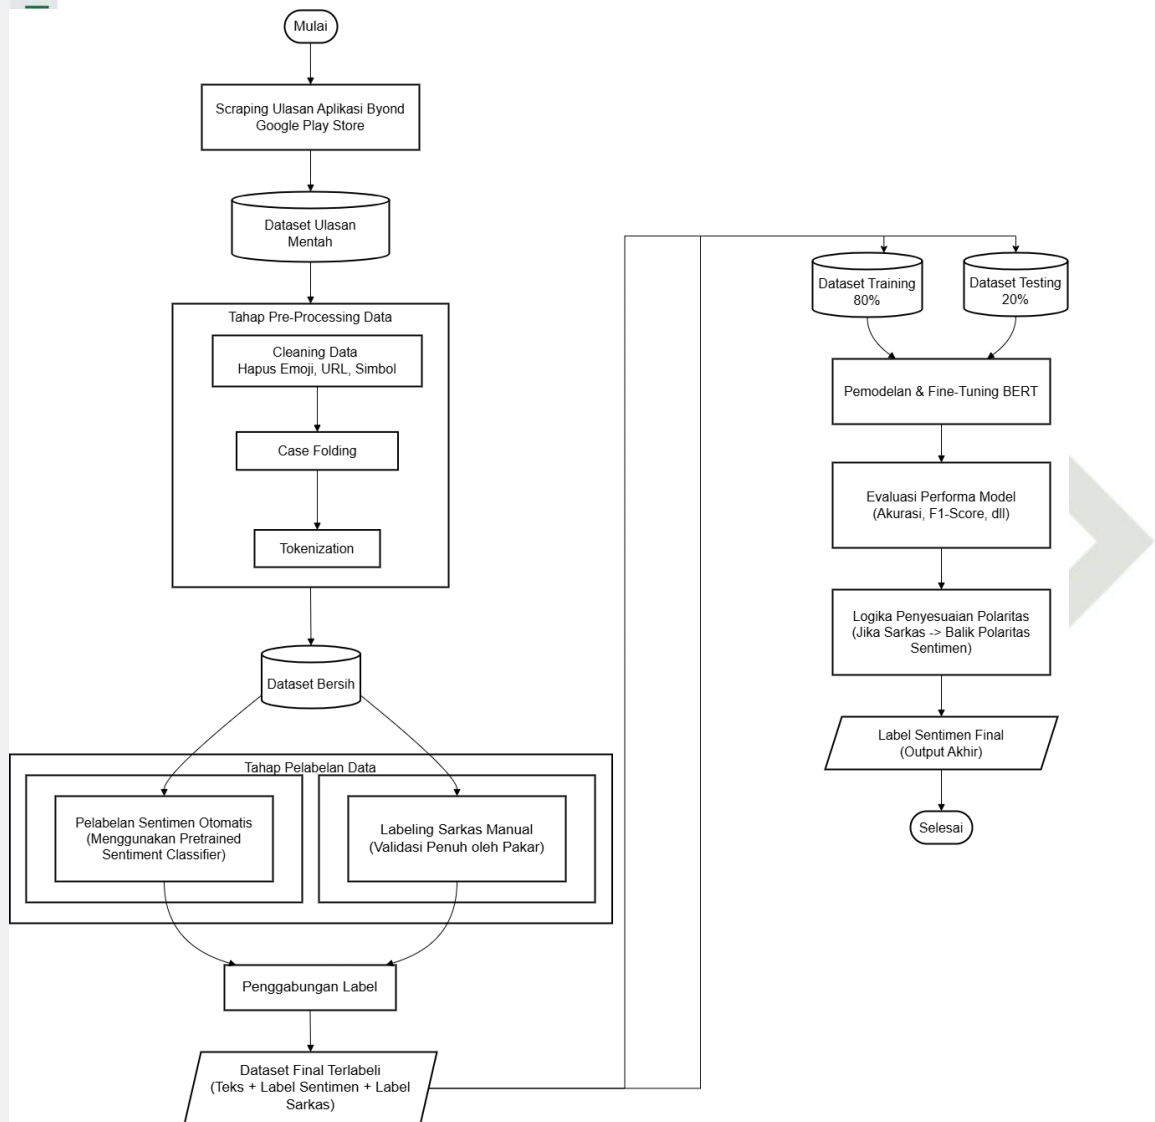 Mulai
Scraping Ulasan Aplikasi Byond
Google Play Store
Dataset Ulasan
Mentah
Tahap Pre-Processing Data
Cleaning Data
Hapus Emoji, URL, Simbol
Case Folding
Tokenization
Dataset Bersih
Tahap Pelabelan Data
Pelabelan Sentimen Otomatis
(Menggunakan Pretrained
Sentiment Classifier)
Labeling Sarkas Manual
(Validasi Penuh oleh Pakar)
Penggabungan Label
Dataset Final Terlabeli
(Teks + Label Sentimen + Label
Sarkas)
Dataset Training
80%
Dataset Testing
20%
Pemodelan & Fine-Tuning BERT
Evaluasi Performa Model
(Akurasi, F1-Score, dll)
Logika Penyesuaian Polaritas
(Jika Sarkas -> Balik Polaritas
Sentimen)
Label Sentimen Final
(Output Akhir)
Selesai